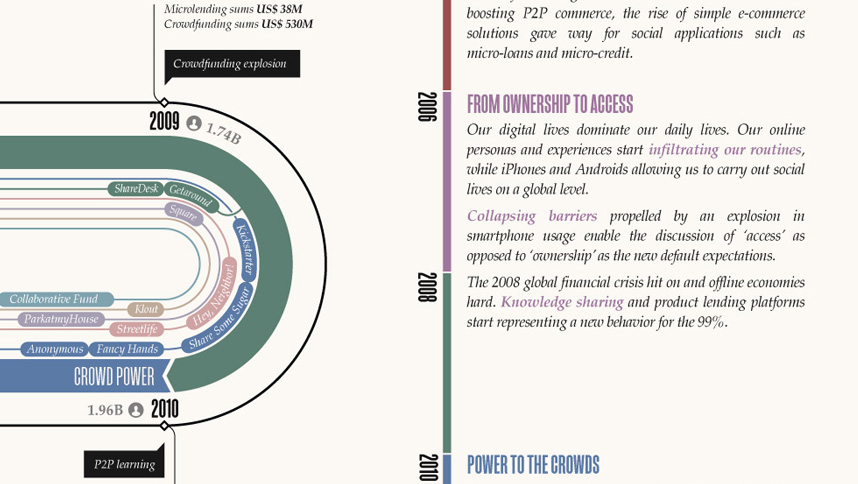 Microlending sums US$ 38M
Crowdfunding sums US$ 530M
Crowdfunding explosion
2009 1.74B
ShareDesk
Getaround
Square
Kickstarter
Hey, Neighbor!
Share Some Sugar
Collaborative Fund
Klout
ParkatmyHouse
Streetlife
Anonymous
Fancy Hands
CROWD POWER
1.96B 2010
P2P learning
boosting P2P commerce, the rise of simple e-commerce
solutions gave way for social applications such as
micro-loans and micro-credit.
2006
FROM OWNERSHIP TO ACCESS
Our digital lives dominate our daily lives. Our online
personas and experiences start infiltrating our routines,
while iPhones and Androids allowing us to carry out social
lives on a global level.
Collapsing barriers propelled by an explosion in
smartphone usage enable the discussion of ‘access’ as
opposed to ‘ownership’ as the new default expectations.
2008
The 2008 global financial crisis hit on and offline economies
hard. Knowledge sharing and product lending platforms
start representing a new behavior for the 99%.
2010
POWER TO THE CROWDS